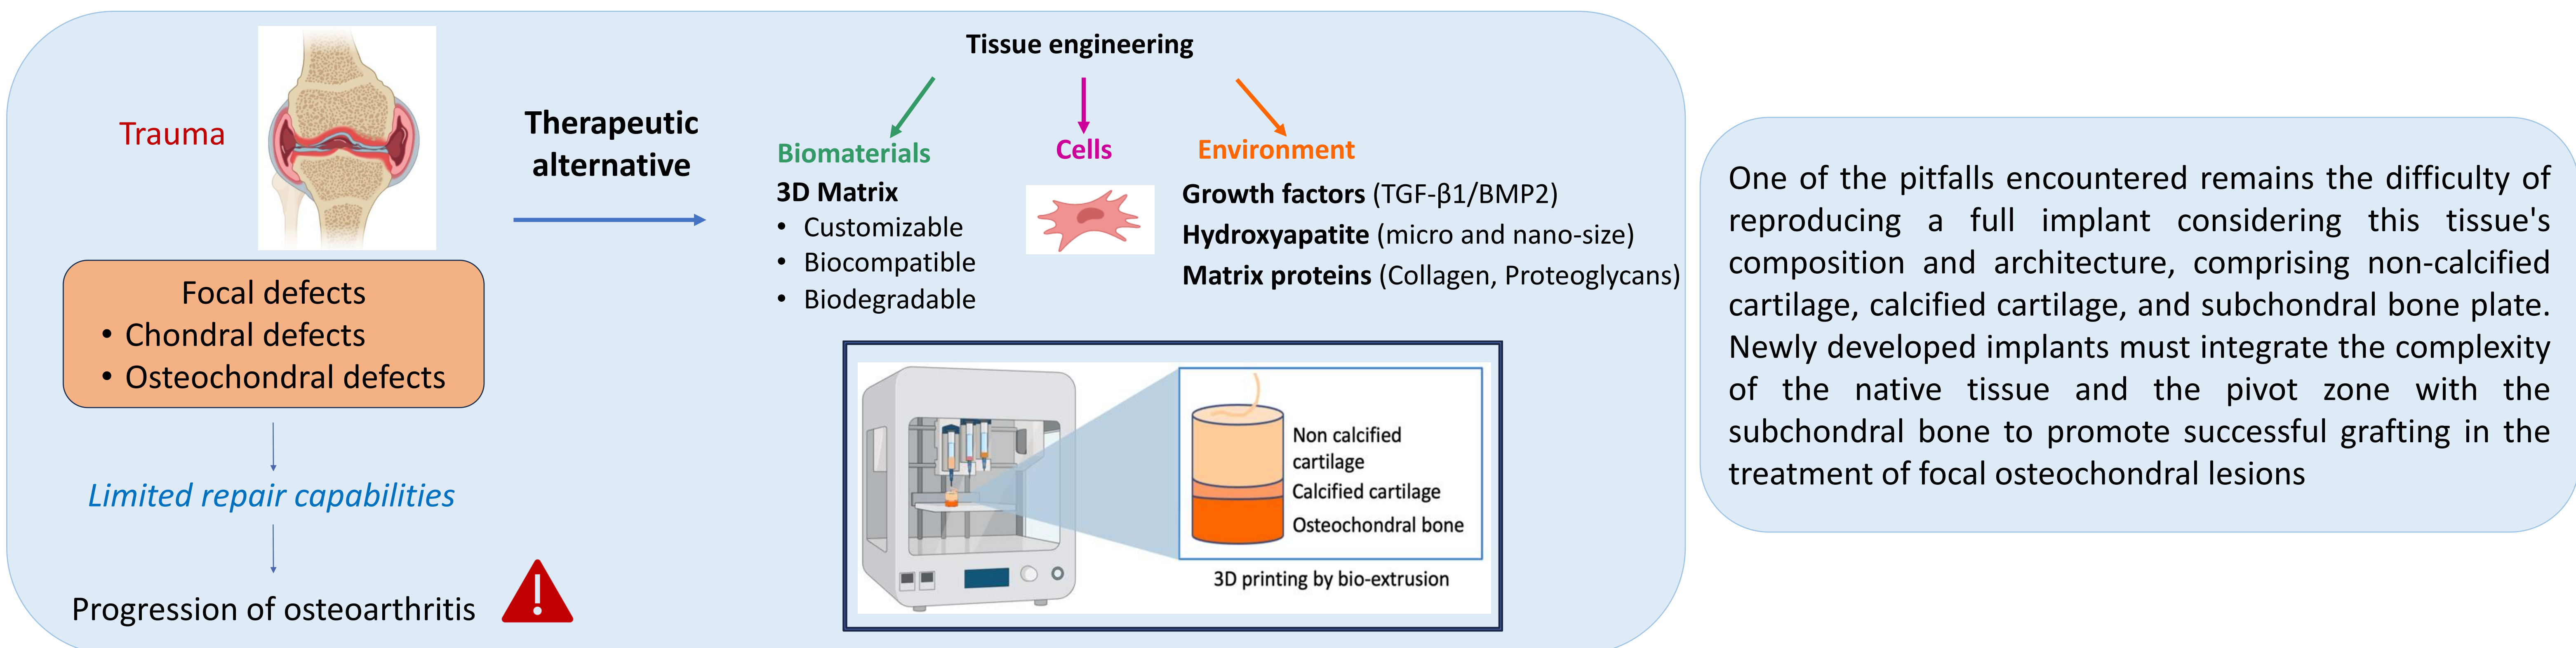 Trauma
Focal defects
• Chondral defects
• Osteochondral defects
Limited repair capabilities
Progression of osteoarthritis
!
Therapeutic
alternative
Tissue engineering
Biomaterials
3D Matrix
• Customizable
• Biocompatible
• Biodegradable
Cells
Environment
Growth factors (TGF-β1/BMP2)
Hydroxyapatite (micro and nano-size)
Matrix proteins (Collagen, Proteoglycans)
Non calcified
cartilage
Calcified cartilage
Osteochondral bone
3D printing by bio-extrusion
One of the pitfalls encountered remains the difficulty of
reproducing a full implant considering this tissue's
composition and architecture, comprising non-calcified
cartilage, calcified cartilage, and subchondral bone plate.
Newly developed implants must integrate the complexity
of the native tissue and the pivot zone with the
subchondral bone to promote successful grafting in the
treatment of focal osteochondral lesions